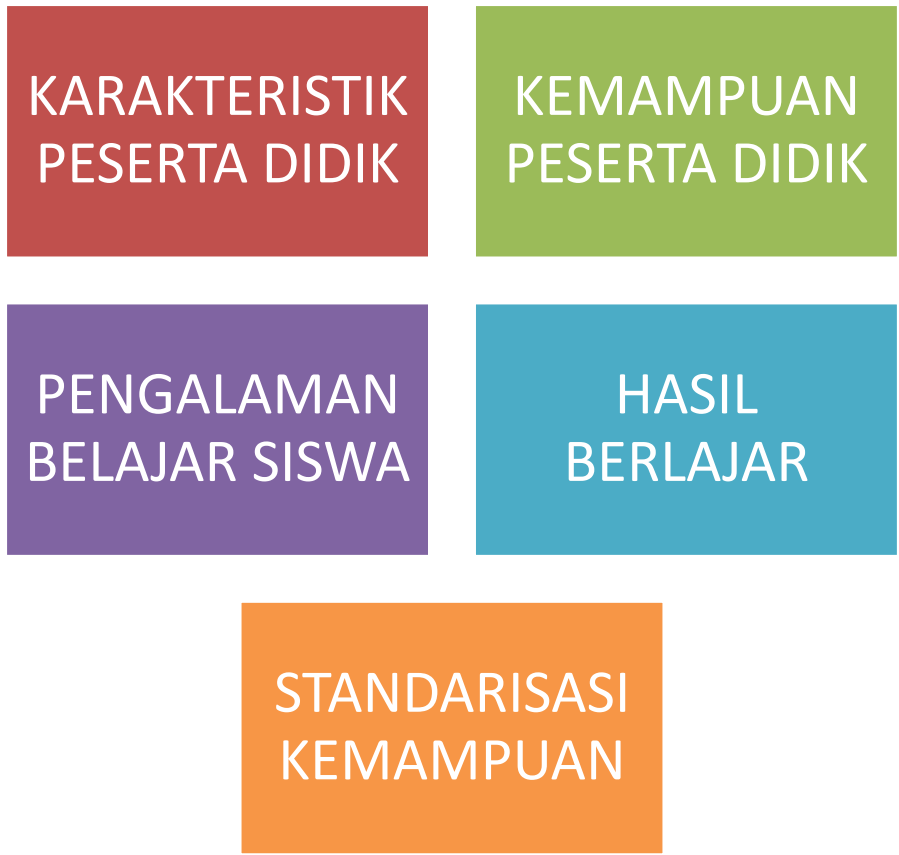 KARAKTERISTIK
PESERTA DIDIK
KEMAMPUAN
PESERTA DIDIK
PENGALAMAN
BELAJAR SISWA
HASIL
BERLAJAR
STANDARISASI
KEMAMPUAN